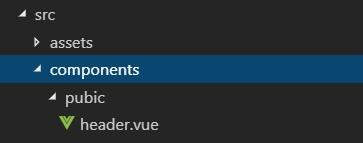 src
assets
components
pubic
header.vue